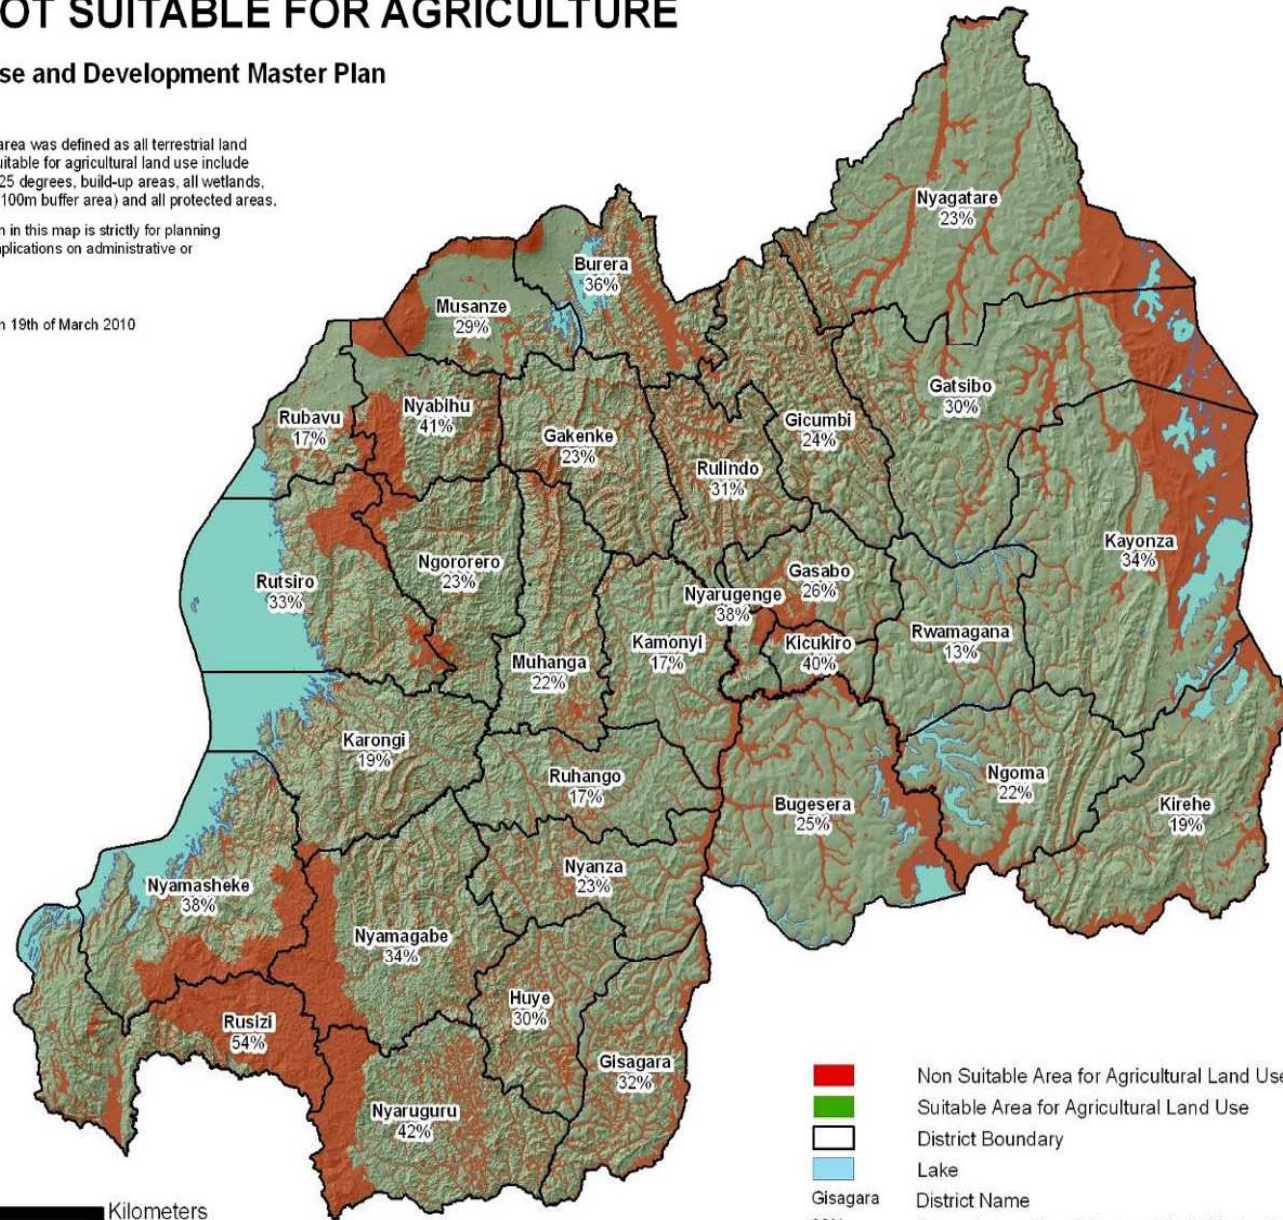 OT SUITABLE FOR AGRICULTURE
se and Development Master Plan
area was defined as all terrestrial land
uitable for agricultural land use include
25 degrees, build-up areas, all wetlands,
100m buffer area) and all protected areas.
n in this map is strictly for planning
plications on administrative or
n 19th of March 2010
Nyagatare
23%
Burera
36%
Musanze
29%
Gatsibo
30%
Nyabihu
41%
Rubavu
17%
Gicumbi
24%
Gakenke
23%
Rulindo
31%
Kayonza
34%
Ngororero
23%
Gasabo
26%
Rutsiro
33%
Nyarugenge
38%
Rwamagana
13%
Kamonyi
17%
Kicukiro
40%
Muhanga
22%
Karongi
19%
Ngoma
22%
Ruhango
17%
Bugesera
25%
Kirehe
19%
Nyanza
23%
Nyamasheke
38%
Nyamagabe
34%
Huye
30%
Rusizi
54%
Gisagara
32%
Nyaruguru
42%
Non Suitable Area for Agricultural Land Use
Suitable Area for Agricultural Land Use
District Boundary
Lake
Gisagara District Name
Kilometers